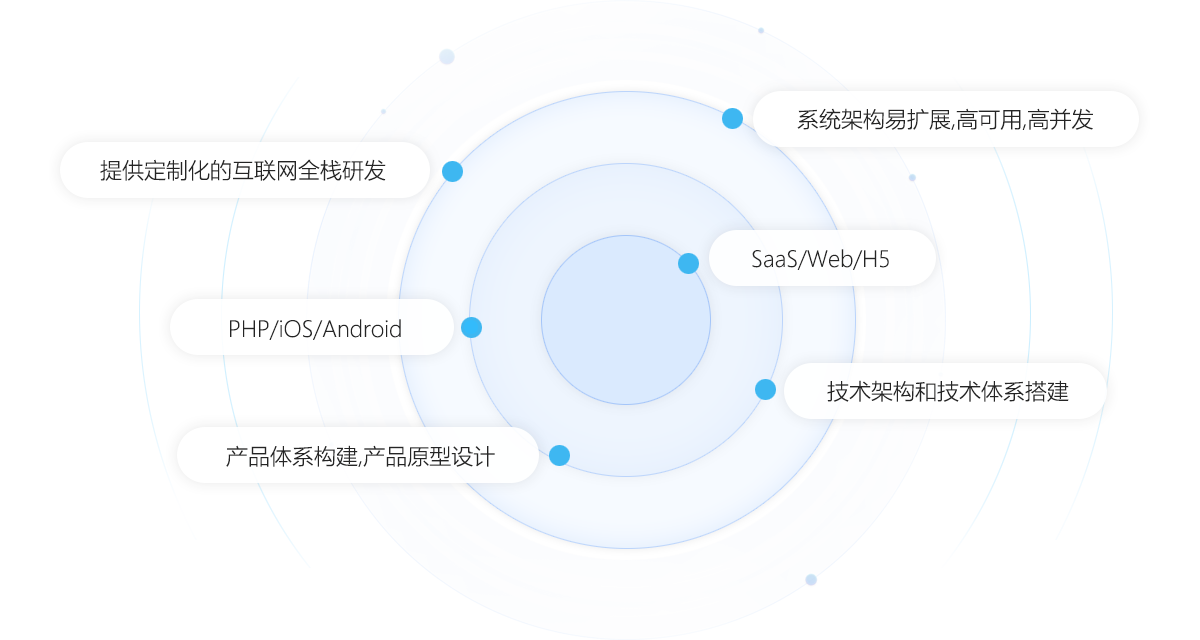 系统架构易扩展,高可用,高并发
提供定制化的互联网全栈研发
SaaS/Web/H5
PHP/iOS/Android
技术架构和技术体系搭建
产品体系构建,产品原型设计